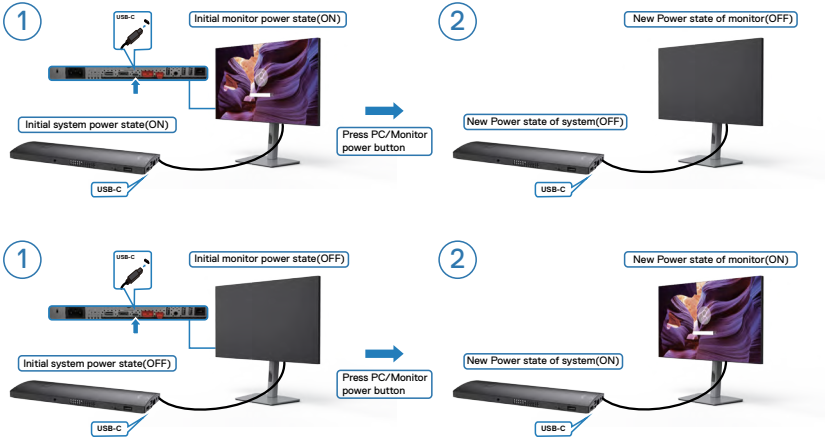 1
USB-C
Initial monitor power state(ON)
Initial system power state(ON)
USB-C
Press PC/Monitor
power button
2
New Power state of monitor(OFF)
New Power state of system(OFF)
USB-C
1
USB-C
Initial monitor power state(OFF)
Initial system power state(OFF)
USB-C
Press PC/Monitor
power button
2
New Power state of monitor(ON)
New Power state of system(ON)
USB-C